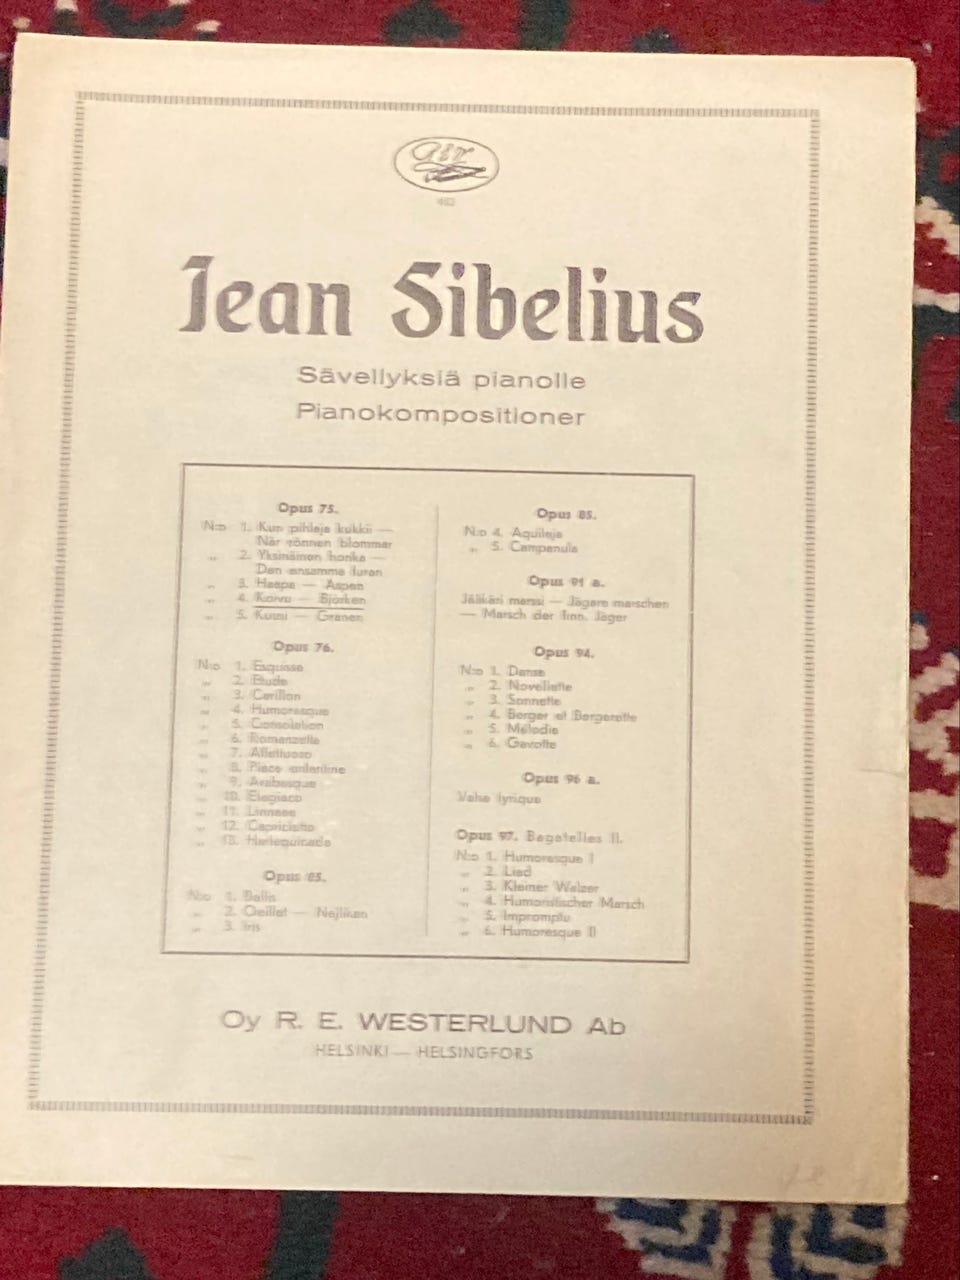 Jean Sibelius
Sävellyksiä pianolle
Pianokompositioner
Opus 75.
N:o 1. Kun pihlaja kukkii —
När rönnen blommar
„ 2. Yksinäinen honka —
Den ensamma furan
„ 3. Haapa — Aspen
„ 4. Koivu — Björken
„ 5. Kuusi — Granen
Opus 76.
N:o 1. Esquisse
„ 2. Etude
„ 3. Carillon
„ 4. Humoresque
„ 5. Consolation
„ 6. Romanzette
„ 7. Affettuoso
„ 8. Piece enfantine
„ 9. Arabesque
„ 10. Elegiaco
„ 11. Linnaea
„ 12. Capriccietto
„ 13. Harlequinade
Opus 85.
N:o 1. Bellis
„ 2. Oeillet — Nejlikan
„ 3. Iris
Opus 85.
N:o 4. Aquileja
„ 5. Campanula
Opus 91 a.
Jääkäri marssi — Jägare marschen
— Marsch der finn. Jäger
Opus 94.
N:o 1. Danse
„ 2. Novellette
„ 3. Sonnette
„ 4. Berger et Bergerette
„ 5. Mélodie
„ 6. Gavotte
Opus 96 a.
Valse lyrique
Opus 97. Bagatelles II.
N:o 1. Humoresque I
„ 2. Lied
„ 3. Kleiner Walzer
„ 4. Humoristischer Marsch
„ 5. Impromptu
„ 6. Humoresque II
Oy R. E. WESTERLUND Ab
HELSINKI — HELSINGFORS